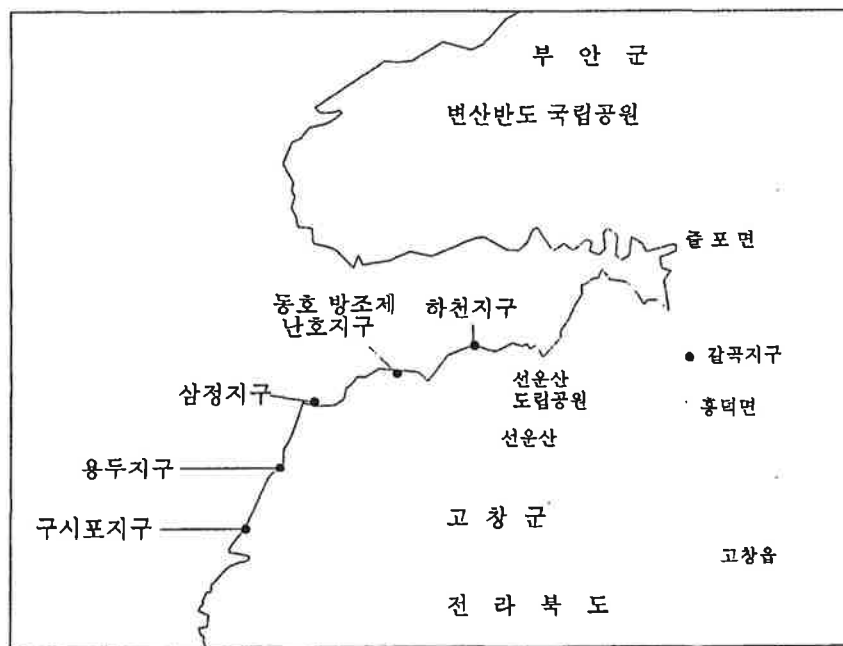 부 안 군
변산반도 국립공원
줄 포 면
동호 방조제
난호지구
하천지구
갈곡지구
삼정지구
선운산
도립공원
흥덕면
선운산
용두지구
구시포지구
고 창 군
고창읍
전 라 북 도